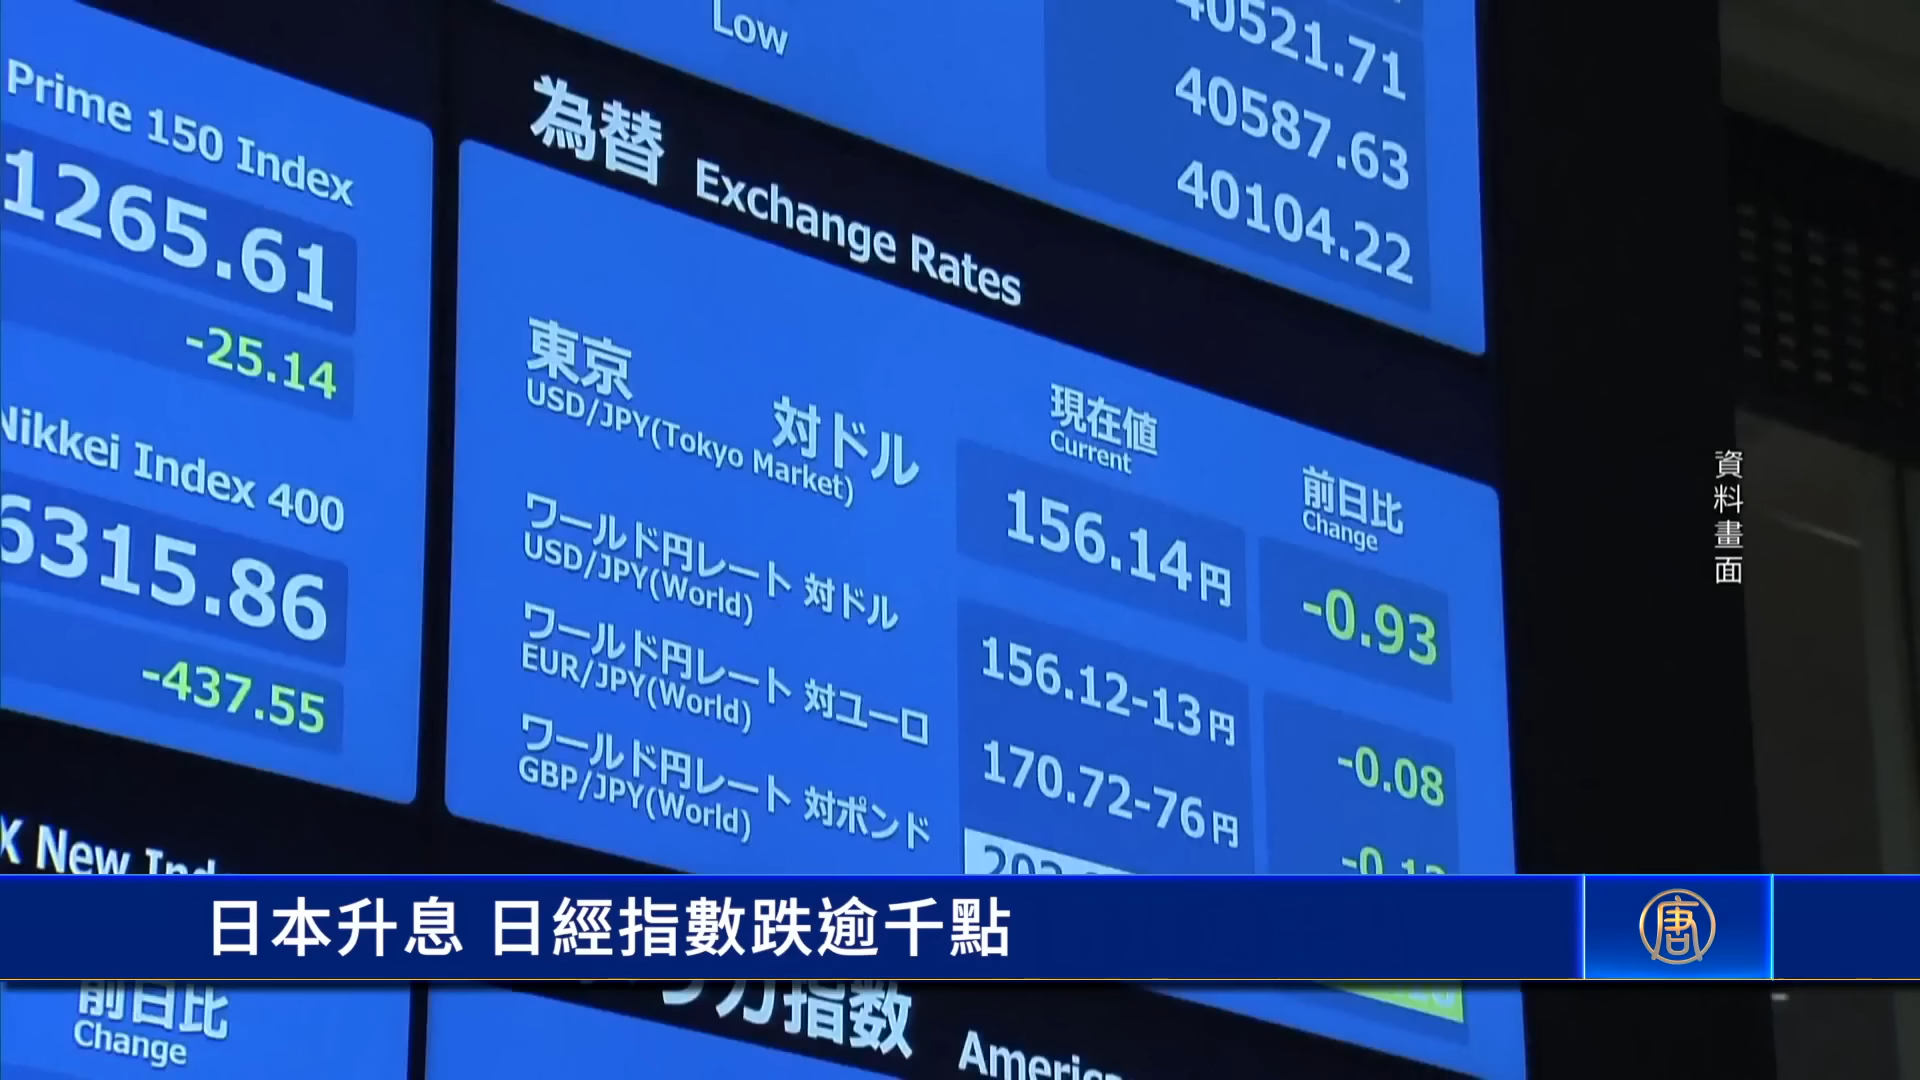 Low
40521.71
40587.63
40104.22
Prime 150 Index
1265.61
-25.14
Nikkei Index 400
6315.86
-437.55
為替 Exchange Rates
現在値
Current
前日比
Change
東京 対ドル
USD/JPY(Tokyo Market)
156.14円
-0.93
ワールド円レート 対ドル
USD/JPY(World)
156.12-13円
-0.08
ワールド円レート 対ユーロ
EUR/JPY(World)
170.72-76円
ワールド円レート 対ポンド
GBP/JPY(World)
資料畫面
X New
日本升息 日經指數跌逾千點
唐
前日比
Change
指数